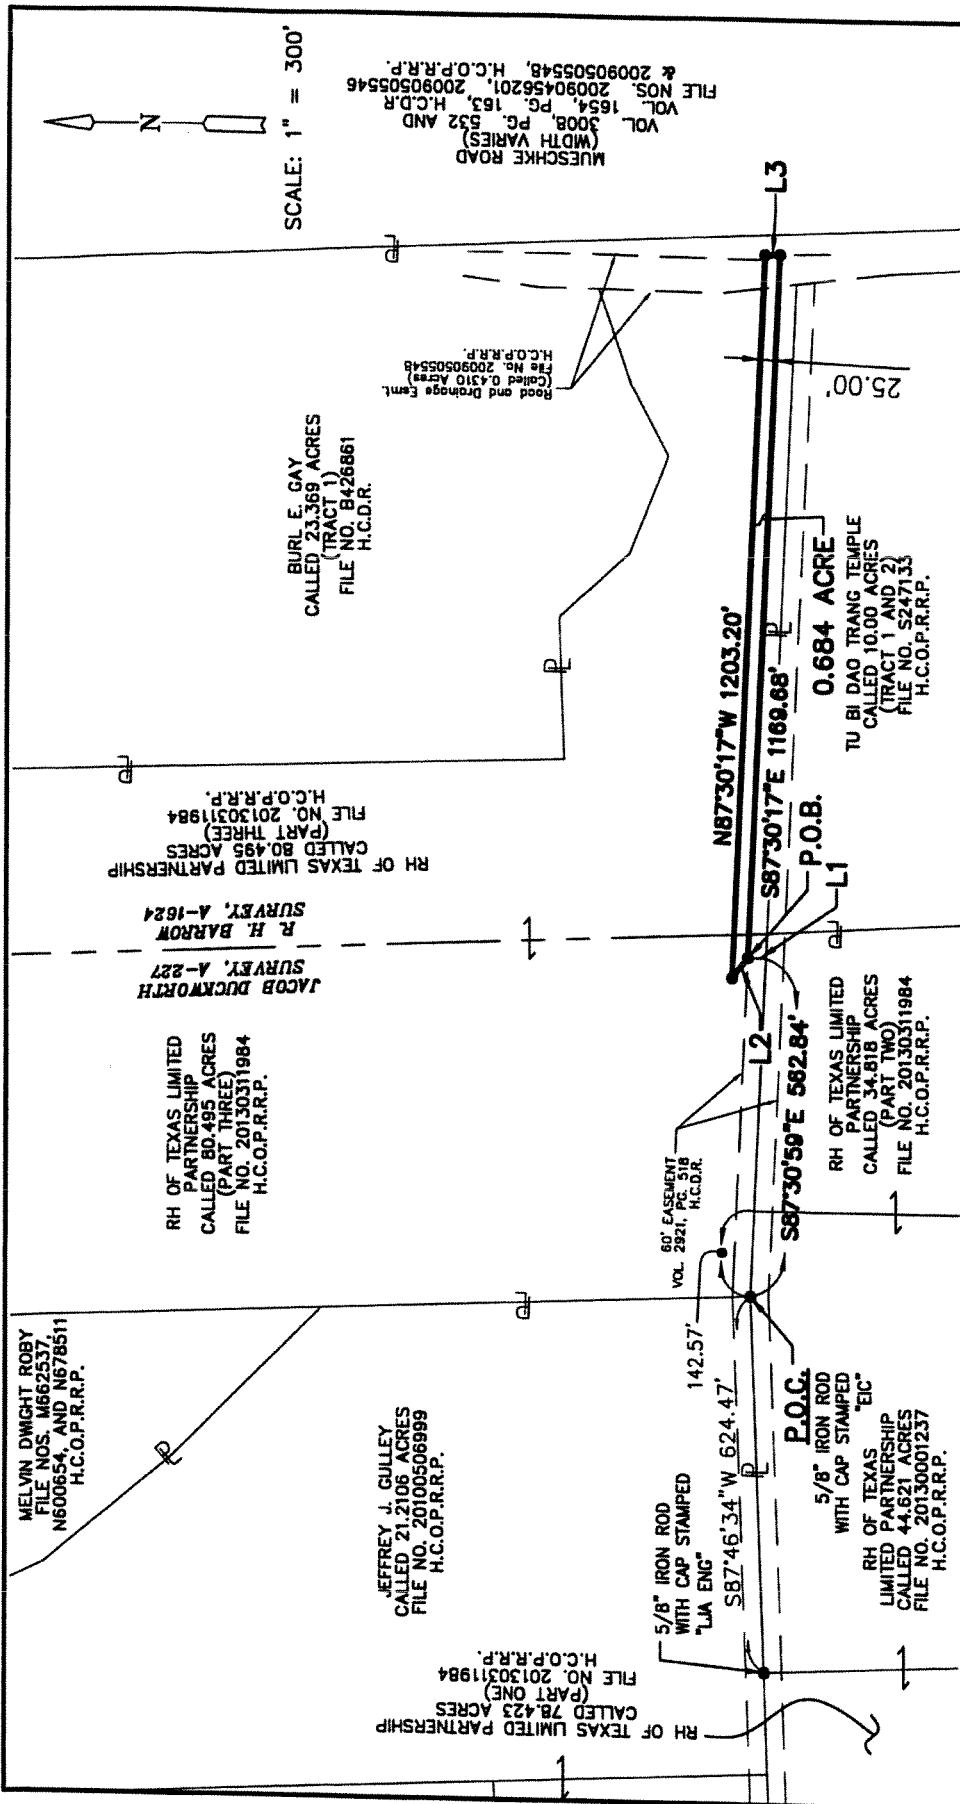 MELVIN DWIGHT ROBY
FILE NOS. M662537,
N600654, AND N678511
H.C.O.P.R.R.P.
RH OF TEXAS LIMITED
PARTNERSHIP
CALLED 80.495 ACRES
(PART THREE)
FILE NO. 20130311984
H.C.O.P.R.R.P.
JACOB DUCKWORTH
SURVEY, A-227
R. H. BARROW
SURVEY, A-1624
RH OF TEXAS LIMITED PARTNERSHIP
CALLED 80.495 ACRES
(PART THREE)
FILE NO. 20130311984
H.C.O.P.R.R.P.
BURL E. GAY
CALLED 23.369 ACRES
(TRACT 1)
FILE NO. B426861
H.C.D.R.
N
SCALE: 1" = 300'
MUESCHKE ROAD
(WIDTH VARIES)
VOL. 3008, PG. 532 AND
VOL. 1654, PG. 163, H.C.D.R
FILE NOS. 20090456201, 20090505546
& 20090505548, H.C.O.P.R.R.P.
Road and Drainage Esmt.
(Called 0.4310 Acres)
File No. 20090505548
H.C.O.P.R.R.P.
JEFFREY J. GULLEY
CALLED 21.2106 ACRES
FILE NO. 20100506999
H.C.O.P.R.R.P.
RH OF TEXAS LIMITED PARTNERSHIP
CALLED 78.423 ACRES
(PART ONE)
FILE NO. 20130311984
H.C.O.P.R.R.P.
5/8" IRON ROD
WITH CAP STAMPED
"LJA ENG"
S87°46'34"W 624.47'
142.57'
60' EASEMENT
VOL. 2921, PG. 518
H.C.D.R.
L2
N87°30'17"W 1203.20'
S87°30'17"E 1169.68'
L3
25.00'
P.O.C.
5/8" IRON ROD
WITH CAP STAMPED
"EIC"
S87°30'59"E 562.84'
P.O.B.
L1
0.684 ACRE
RH OF TEXAS
LIMITED PARTNERSHIP
CALLED 44.621 ACRES
FILE NO. 20130001237
H.C.O.P.R.R.P.
RH OF TEXAS LIMITED
PARTNERSHIP
CALLED 34.818 ACRES
(PART TWO)
FILE NO. 20130311984
H.C.O.P.R.R.P.
TU BI DAO TRANG TEMPLE
CALLED 10.00 ACRES
(TRACT 1 AND 2)
FILE NO. S247133
H.C.O.P.R.R.P.
PL
PL
PL
PL
PL
PL
PL
PL